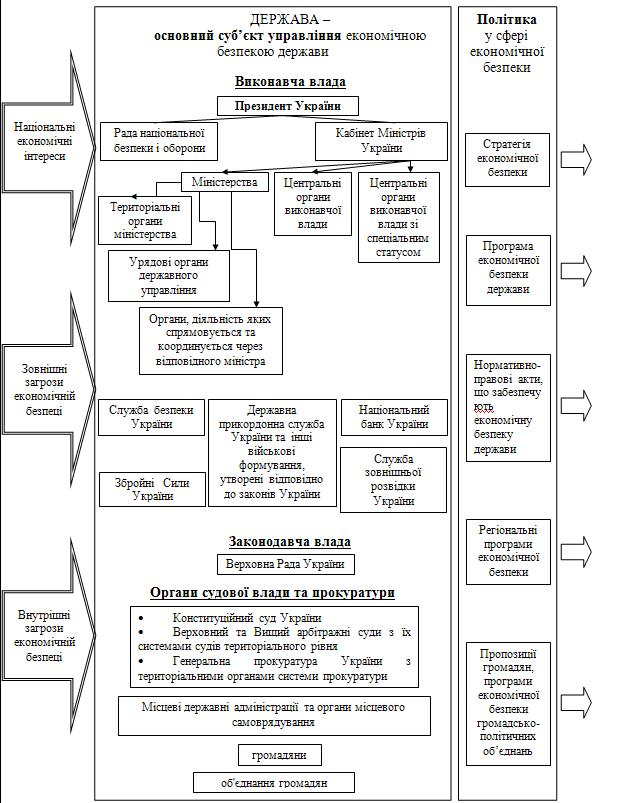 ДЕРЖАВА –
основний суб’єкт управління економічною
безпекою держави
Виконавча влада
Президент України
Рада національної
безпеки і оборони
Кабінет Міністрів
України
Міністерства
Центральні
органи
виконавчої
влади
Центральні
органи
виконавчої
влади зі
спеціальним
статусом
Територіальні
органи
міністерства
Урядові органи
державного
управління
Органи, діяльність яких
спрямовується та
координується через
відповідного міністра
Служба безпеки
України
Державна
прикордонна служба
України та інші
військові
формування,
утворені відповідно
до законів України
Національний
банк України
Збройні Сили
України
Служба
зовнішньої
розвідки
України
Законодавча влада
Верховна Рада України
Органи судової влади та прокуратури
• Конституційний суд України
• Верховний та Вищий арбітражні суди з їх
системами судів територіального рівня
• Генеральна прокуратура України з
територіальними органами системи прокуратури
Місцеві державні адміністрації та органи місцевого
самоврядування
громадяни
об'єднання громадян
Національні
економічні
інтереси
Зовнішні
загрози
економічній
безпеці
Внутрішні
загрози
економічній
безпеці
Політика
у сфері
економічної
безпеки
Стратегія
економічної
безпеки
Програма
економічної
безпеки
держави
Нормативно-
правові акти,
що забезпечу
ють
економічну
безпеку
держави
Регіональні
програми
економічної
безпеки
Пропозиції
громадян,
програми
економічної
безпеки
громадсько-
політичних
об’єднань